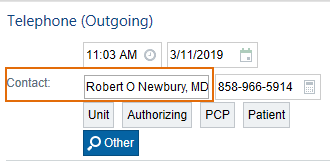 Telephone (Outgoing)
11:03 AM 3/11/2019
Contact: Robert O Newbury, MD 858-966-5914
Unit Authorizing PCP Patient
Other